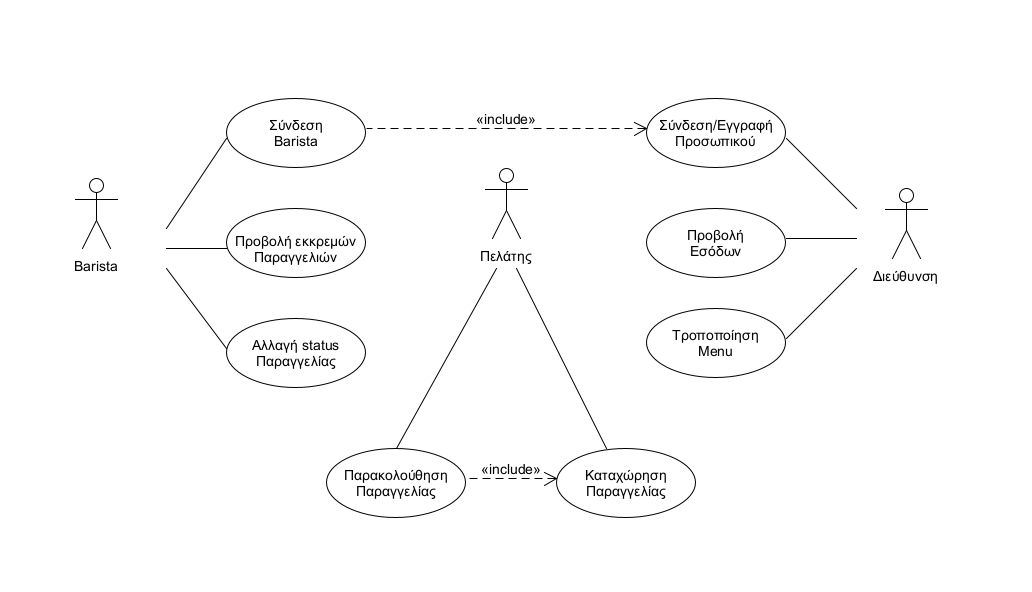 Σύνδεση
Barista
«include»
Σύνδεση/Εγγραφή
Προσωπικού
Barista
Προβολή εκκρεμών
Παραγγελιών
Πελάτης
Προβολή
Εσόδων
Διεύθυνση
Αλλαγή status
Παραγγελίας
Τροποποίηση
Menu
Παρακολούθηση
Παραγγελίας
«include»
Καταχώρηση
Παραγγελίας